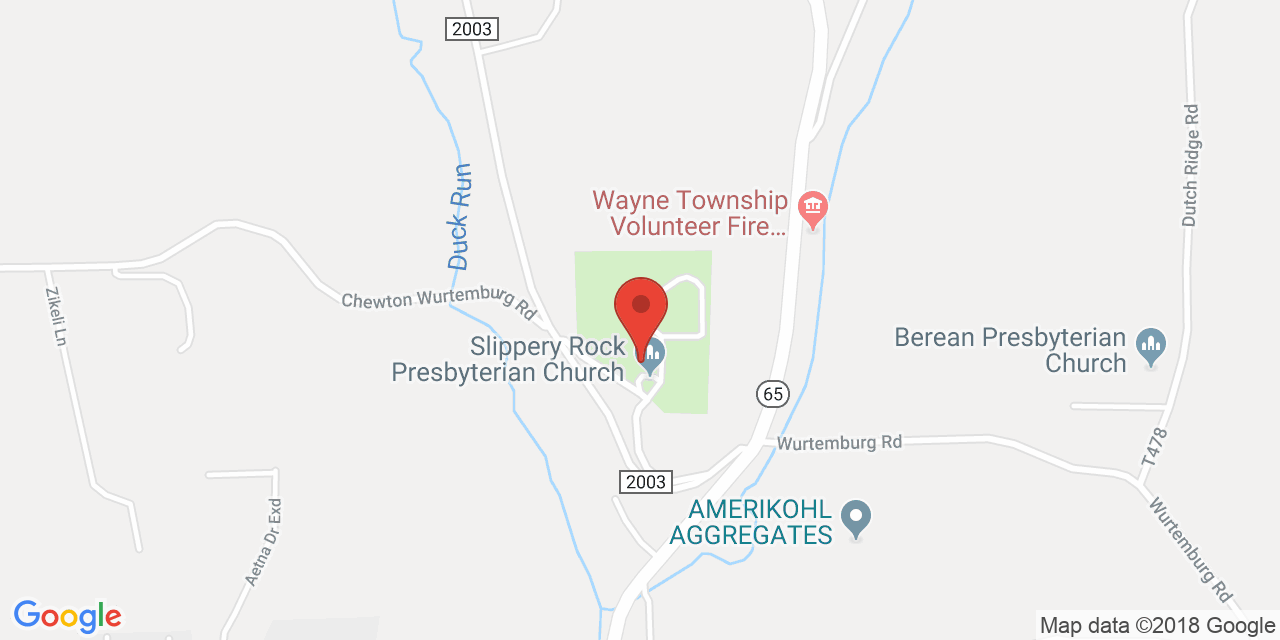 2003
Duck Run
Dutch Ridge Rd
Wayne Township
Volunteer Fire...
Zikeli Ln
Chewton Wurtemburg Rd
Slippery Rock
Presbyterian Church
Berean Presbyterian
Church
65
Wurtemburg Rd
T478
2003
Aetna Dr Exd
AMERIKOHL
AGGREGATES
Wurtemburg Rd
Google
Map data ©2018 Google